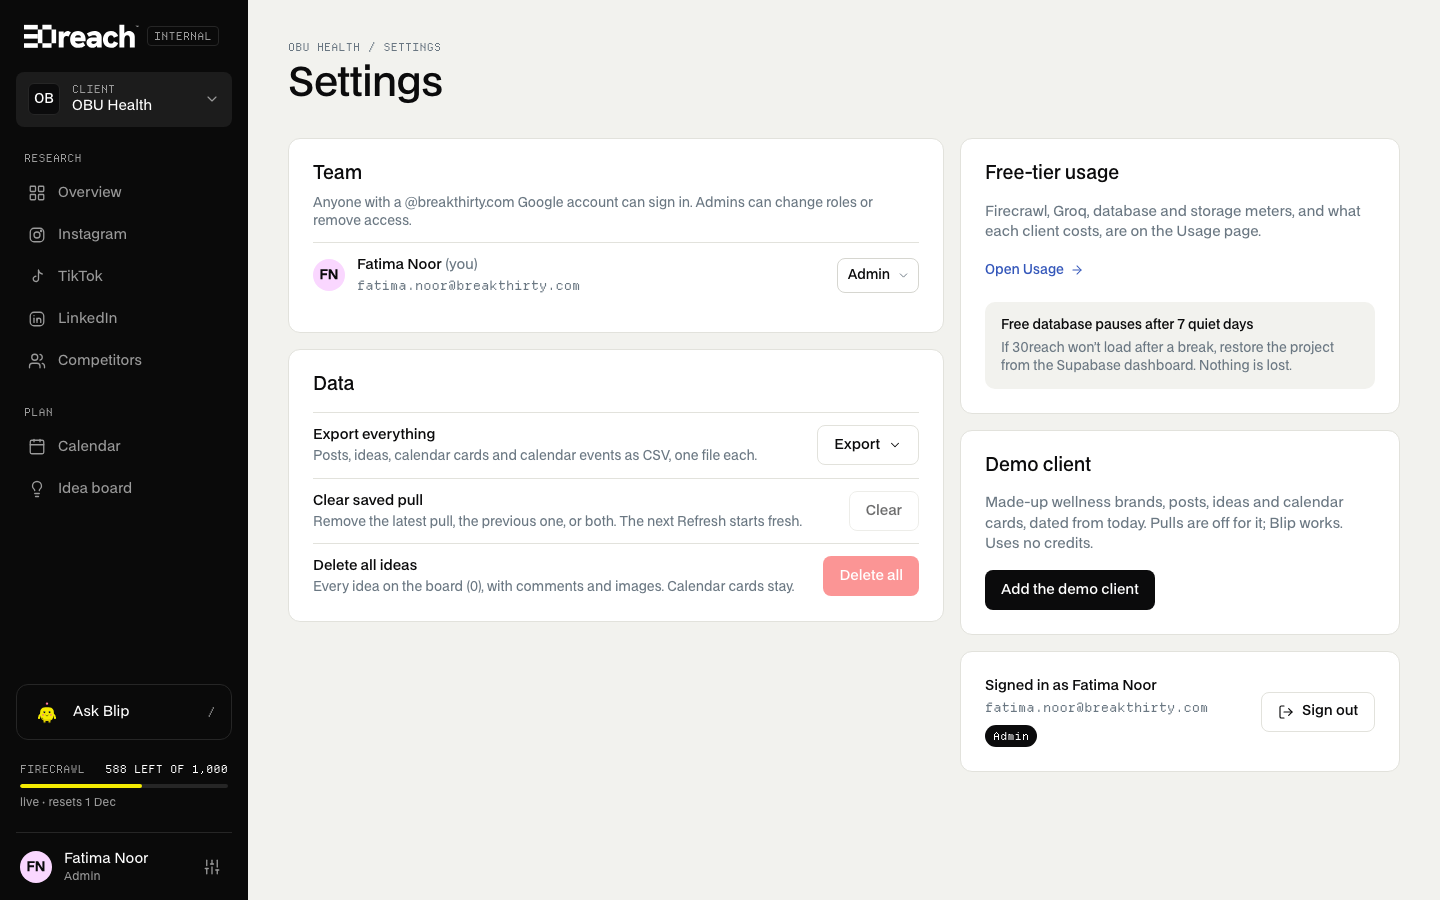 30reach
INTERNAL
OB
CLIENT
OBU Health
RESEARCH
Overview
Instagram
TikTok
LinkedIn
Competitors
PLAN
Calendar
Idea board
Ask Blip
/
FIRECRAWL 588 LEFT OF 1,000
live · resets 1 Dec
FN
Fatima Noor
Admin
OBU HEALTH / SETTINGS
Settings
Team
Anyone with a @breakthirty.com Google account can sign in. Admins can change roles or
remove access.
FN
Fatima Noor (you)
fatima.noor@breakthirty.com
Admin
Data
Export everything
Posts, ideas, calendar cards and calendar events as CSV, one file each.
Export
Clear saved pull
Remove the latest pull, the previous one, or both. The next Refresh starts fresh.
Clear
Delete all ideas
Every idea on the board (0), with comments and images. Calendar cards stay.
Delete all
Free-tier usage
Firecrawl, Groq, database and storage meters, and what
each client costs, are on the Usage page.
Open Usage →
Free database pauses after 7 quiet days
If 30reach won't load after a break, restore the project
from the Supabase dashboard. Nothing is lost.
Demo client
Made-up wellness brands, posts, ideas and calendar
cards, dated from today. Pulls are off for it; Blip works.
Uses no credits.
Add the demo client
Signed in as Fatima Noor
fatima.noor@breakthirty.com
Admin
Sign out